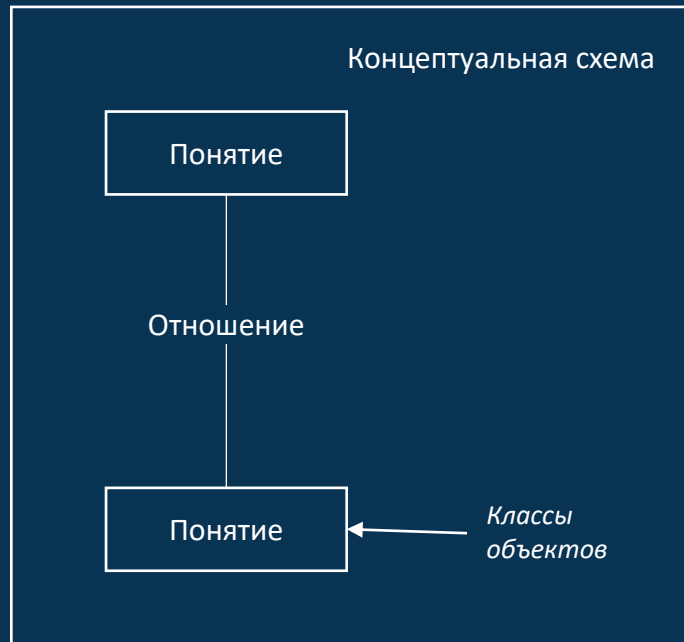 Концептуальная схема
Понятие
Отношение
Понятие
Классы
объектов